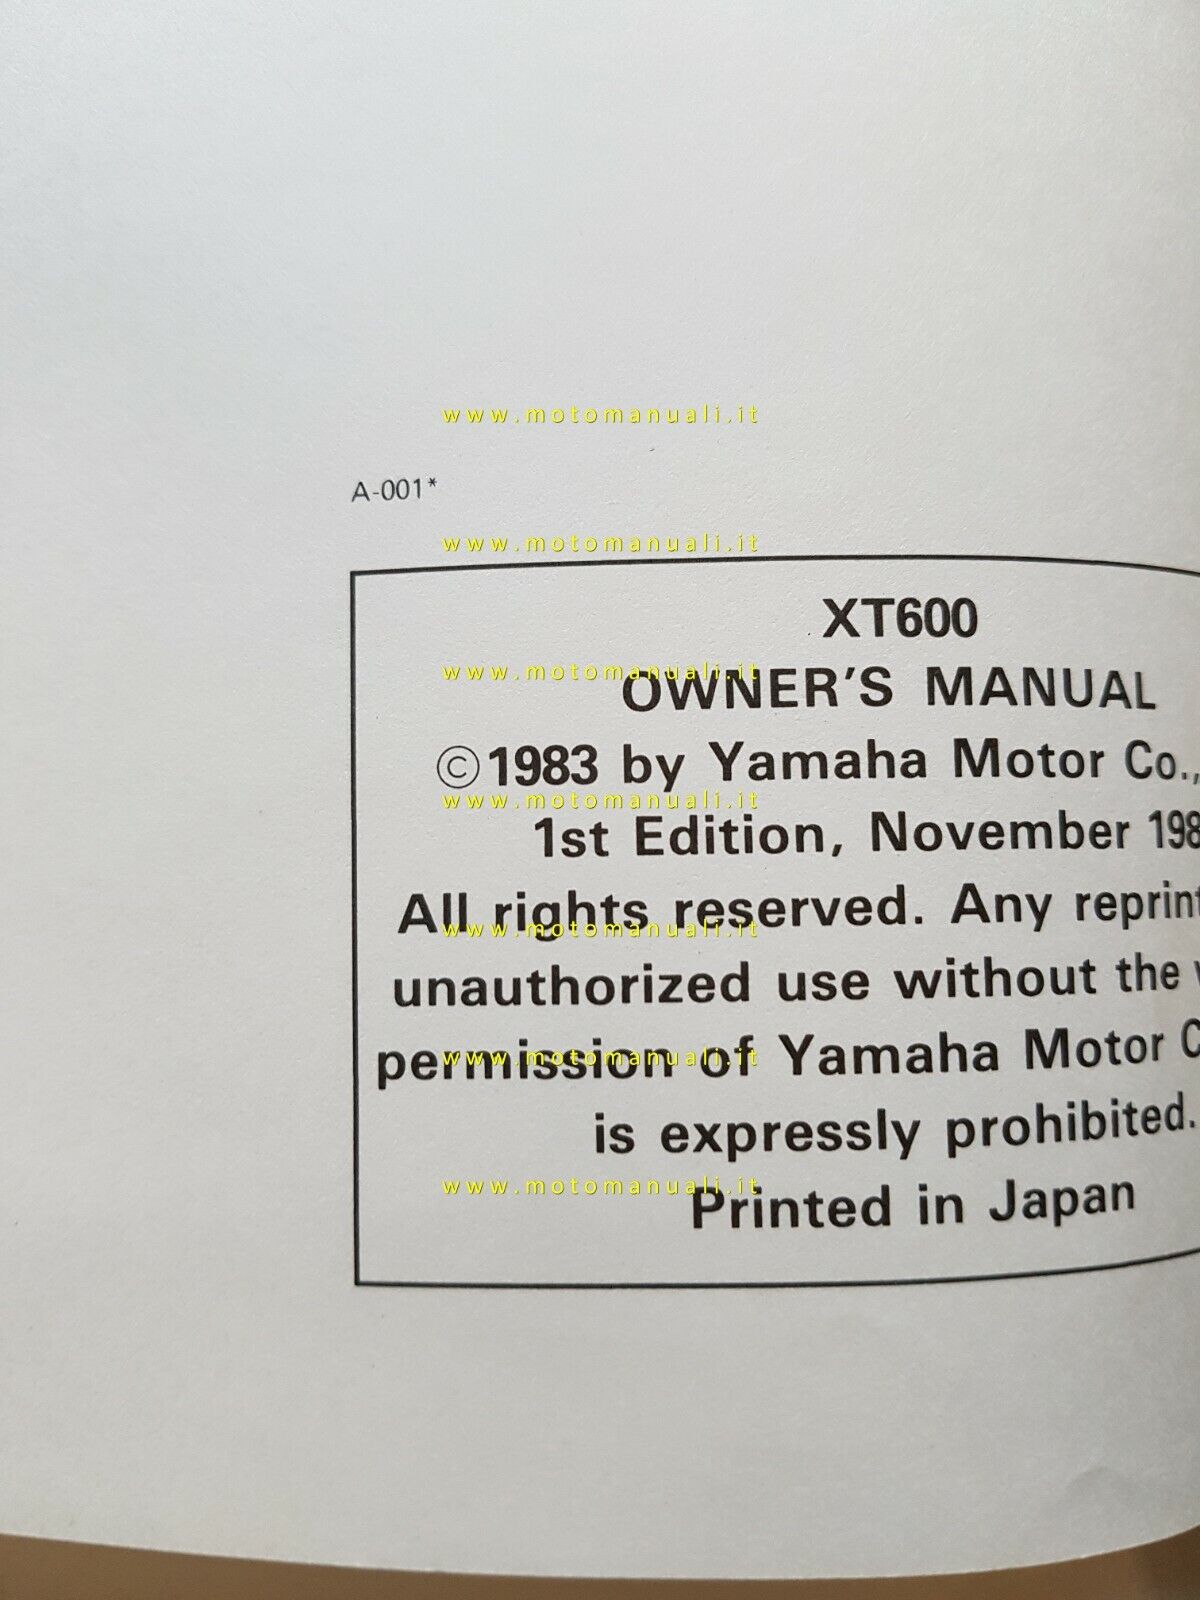 www.motomanuali.it
A-001*
www.motomanuali.it
XT600
www.motomanuali.it
OWNER'S MANUAL
©1983 by Yamaha Motor Co.,
www.motomanuali.it
1st Edition, November 198
All rights reserved. Any reprint
www.motomanuali.it
unauthorized use without the
permission of Yamaha Motor C
www.motomanuali.it
is expressly prohibited.
www.motomanuali.it
Printed in Japan